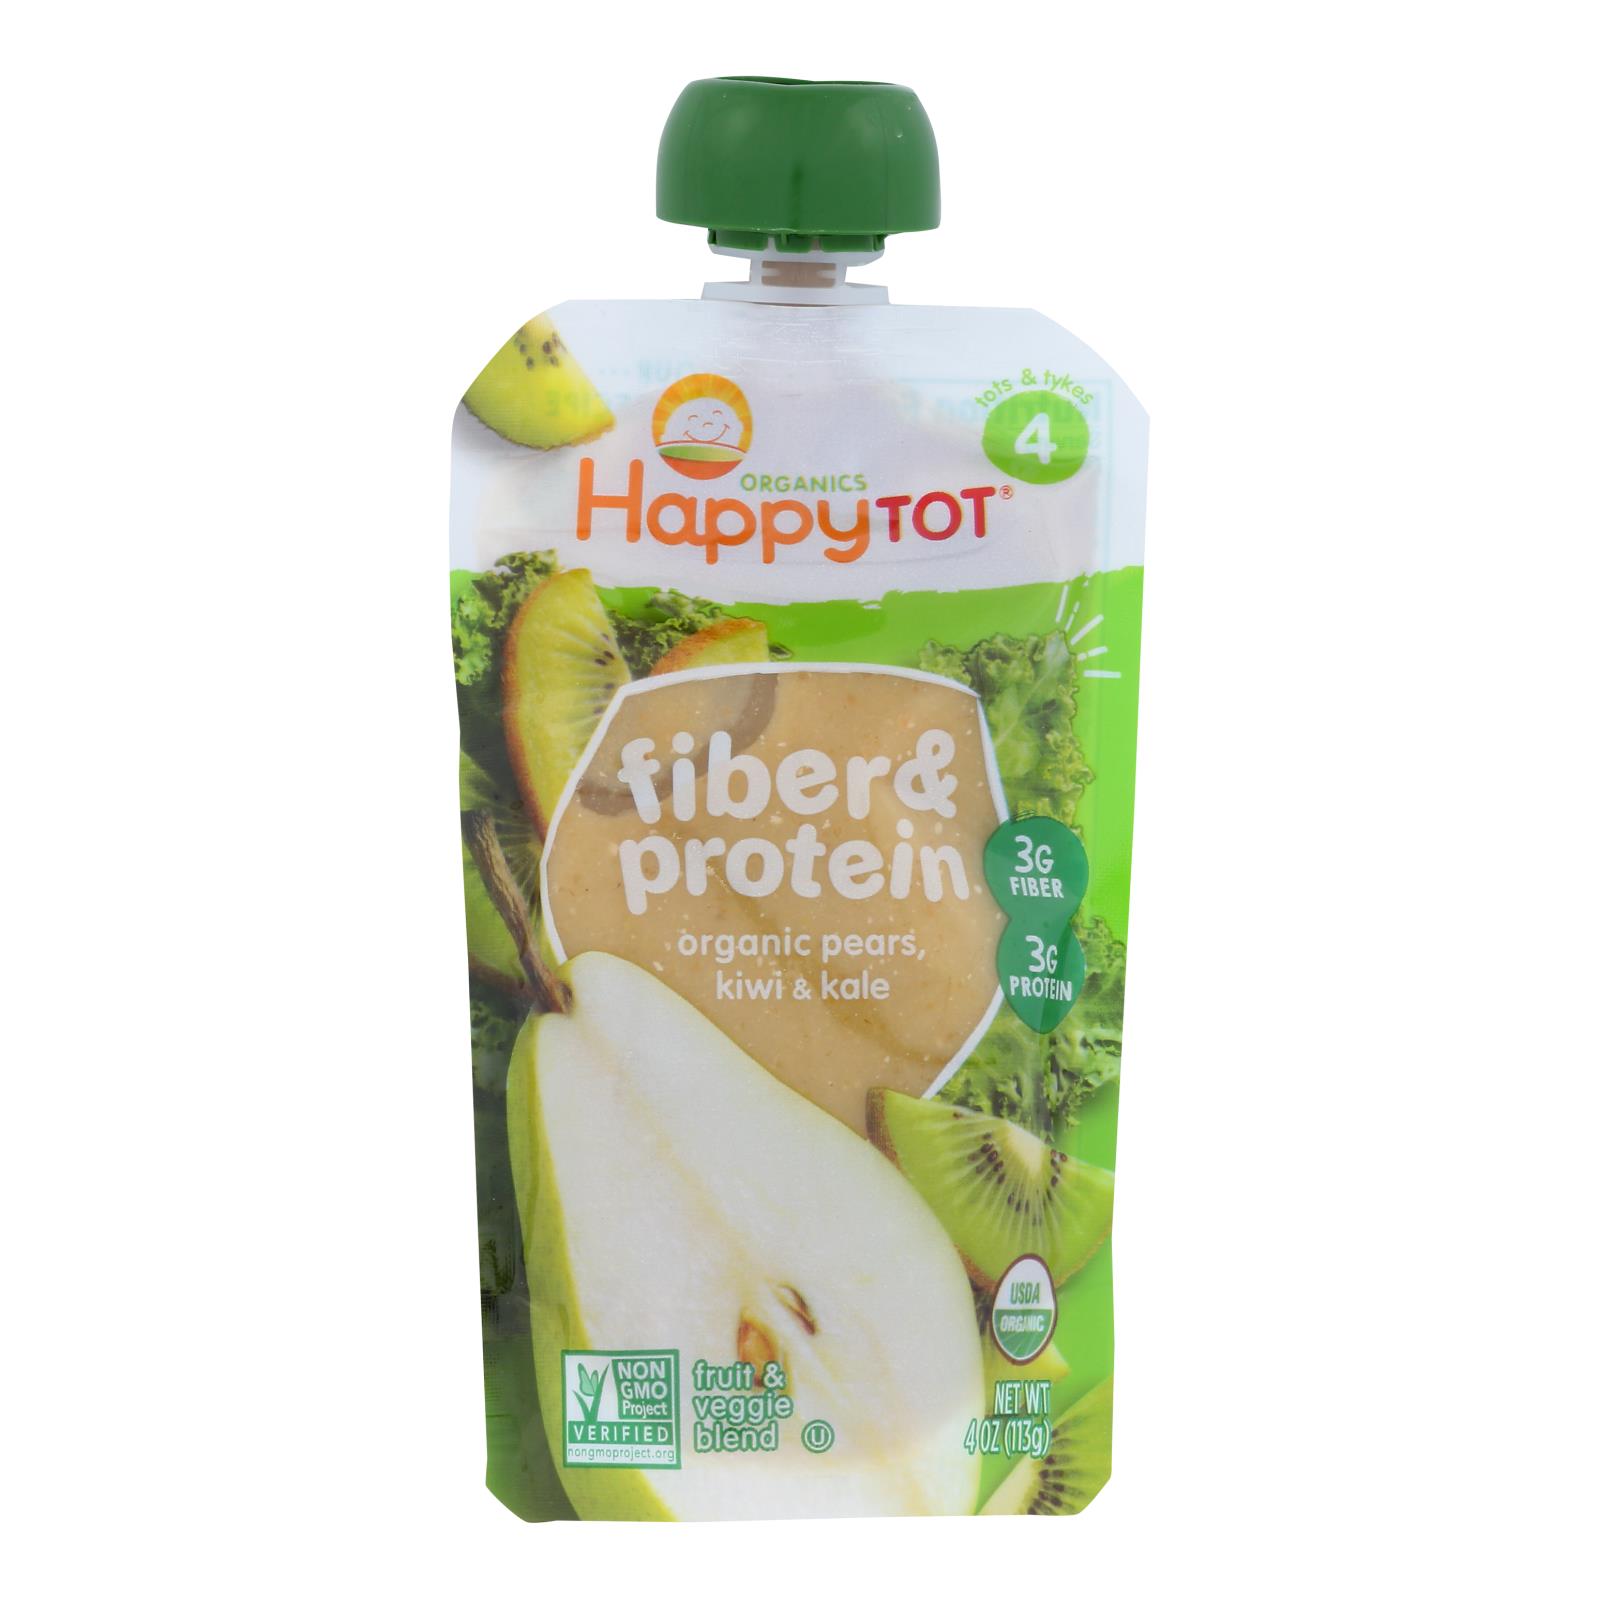 tots & tykes
4
ORGANICS
HappyTOT®
fiber&
protein
organic pears,
kiwi & kale
3G
FIBER
3G
PROTEIN
USDA
ORGANIC
NON
GMO
Project
VERIFIED
nongmoproject.org
fruit &
veggie
blend
U
NET WT
4 OZ (113g)